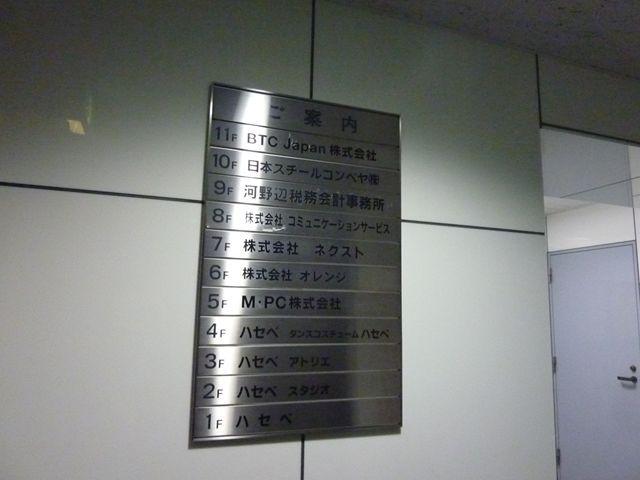 ご案内
11F BTC Japan 株式会社
10F 日本スチールコンベヤ㈱
9F 河野辺税務会計事務所
8F 株式会社 コミュニケーションサービス
7F 株式会社 ネクスト
6F 株式会社 オレンジ
5F M・PC株式会社
4F ハセベ ダンスコスチューム ハセベ
3F ハセベ アトリエ
2F ハセベ スタジオ
1F ハセベ